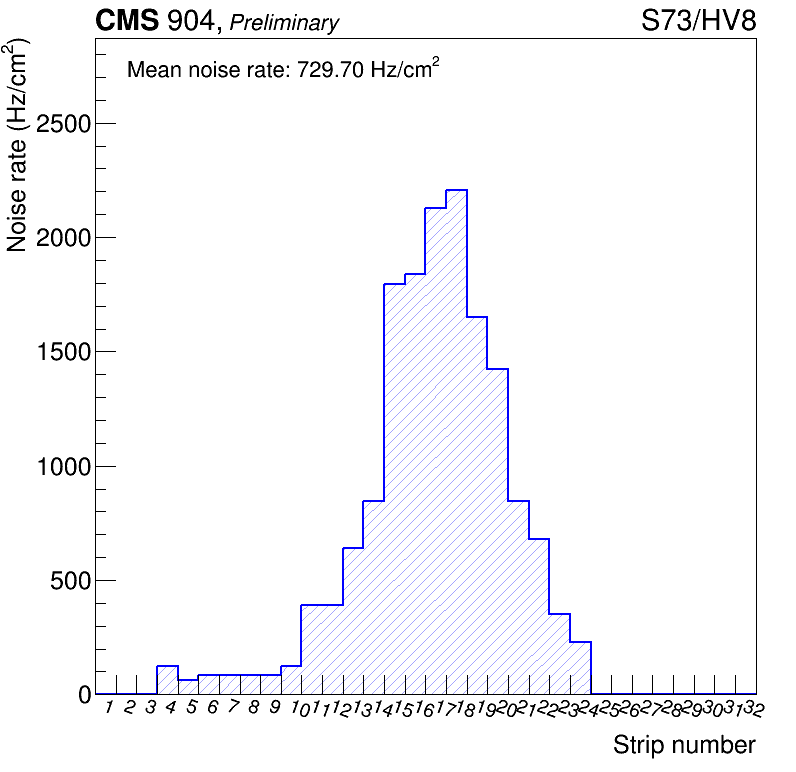 CMS 904, Preliminary S73/HV8
Mean noise rate: 729.70 Hz/cm²
Noise rate (Hz/cm²)
2500
2000
1500
1000
500
0
1 2 3 4 5 6 7 8 9 10 11 12 13 14 15 16 17 18 19 20 21 22 23 24 25 26 27 28 29 30 31 32
Strip number